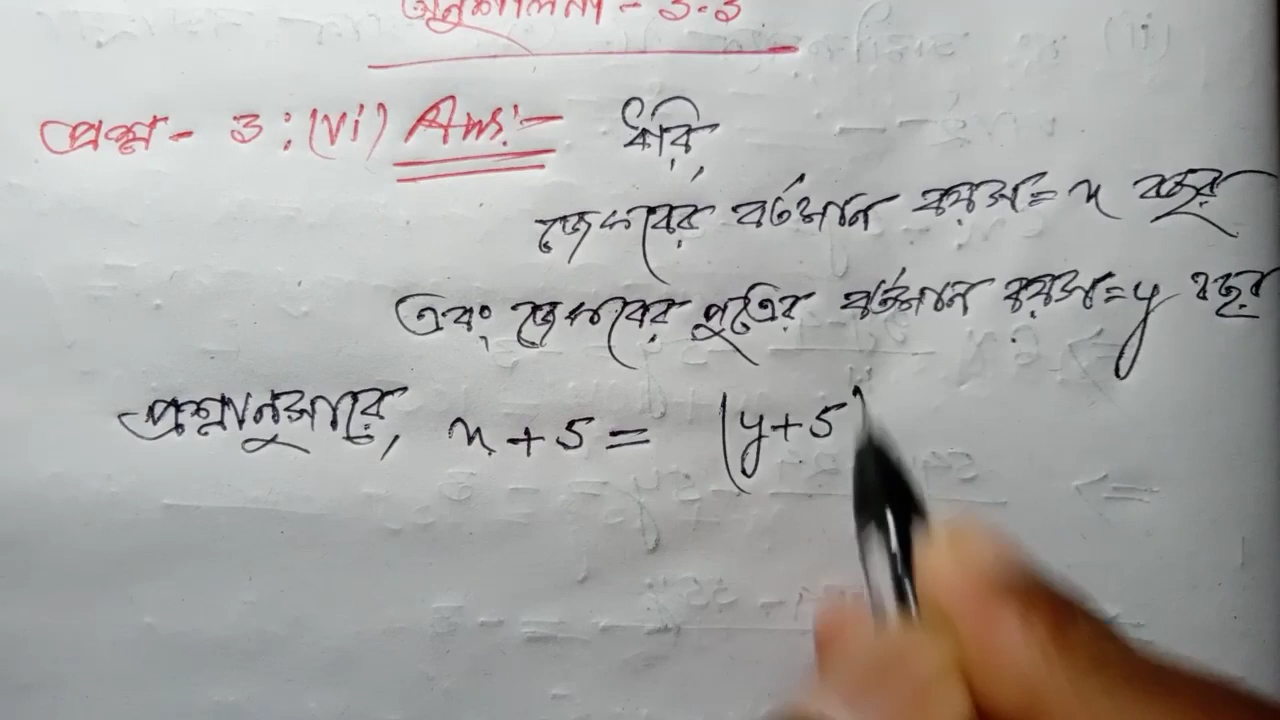 অনুশীলনী - ৩.৩
প্রশ্ন - ৩ : (vi) Ans:- ধরি,
জেকবের বর্তমান বয়স = x বছর
এবং জেকবের পুত্রের বর্তমান বয়স = y বছর
প্রশ্নানুসারে, x + 5 = (y + 5)